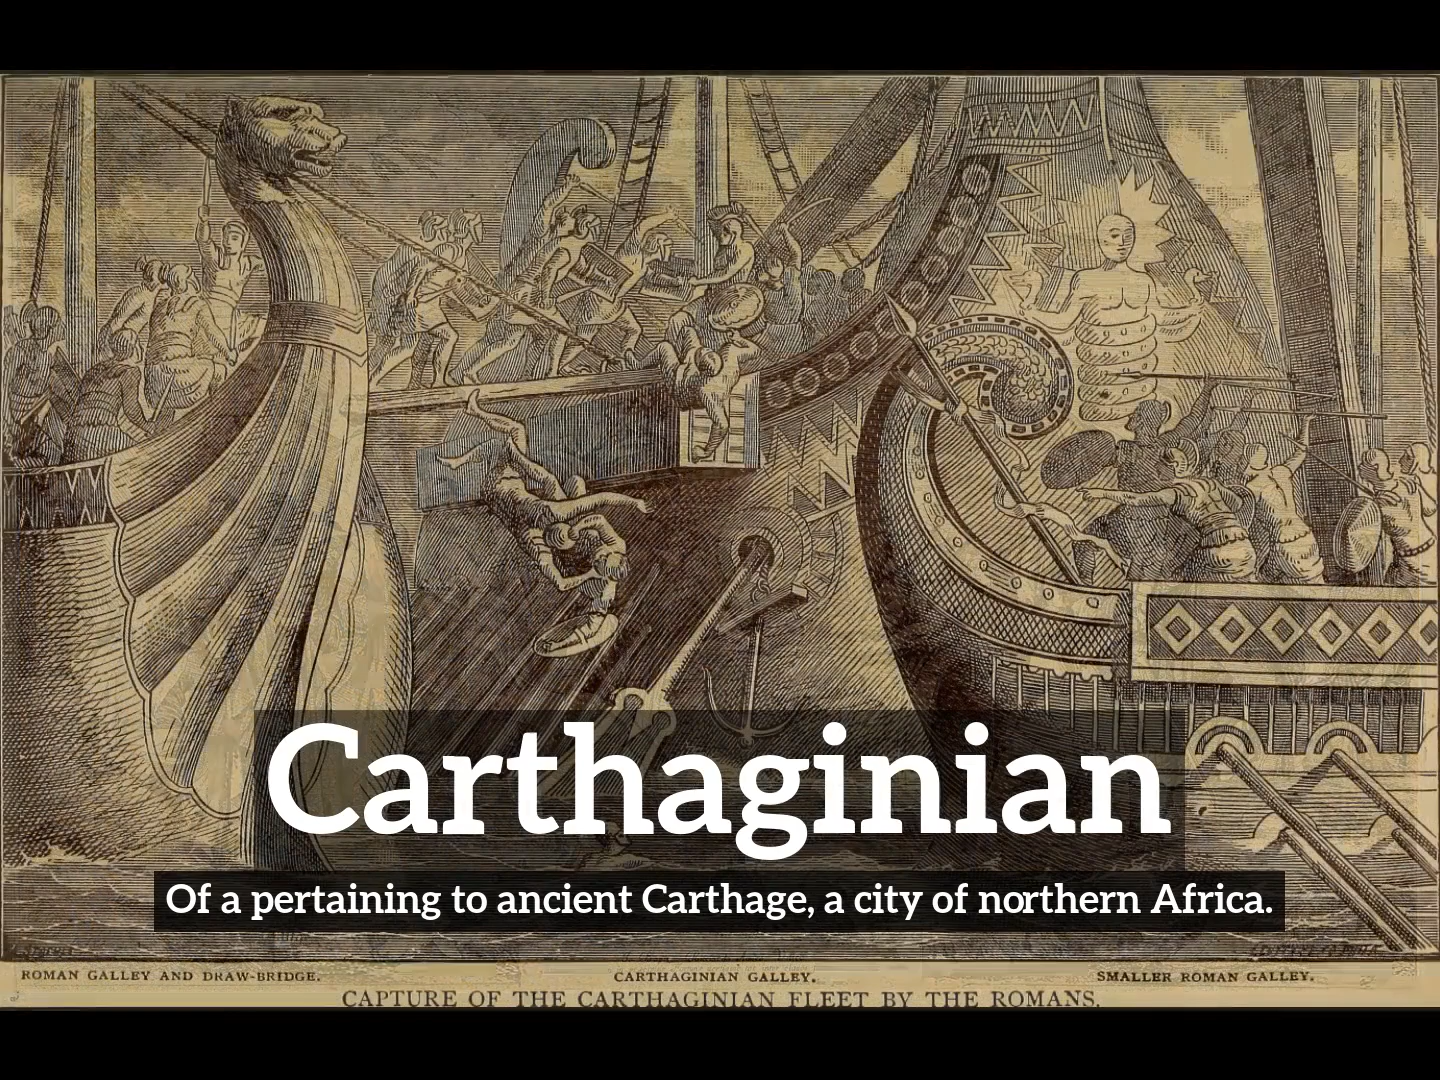 Carthaginian
Of a pertaining to ancient Carthage, a city of northern Africa.
ROMAN GALLEY AND DRAW-BRIDGE. CARTHAGINIAN GALLEY. SMALLER ROMAN GALLEY.
CAPTURE OF THE CARTHAGINIAN FLEET BY THE ROMANS.